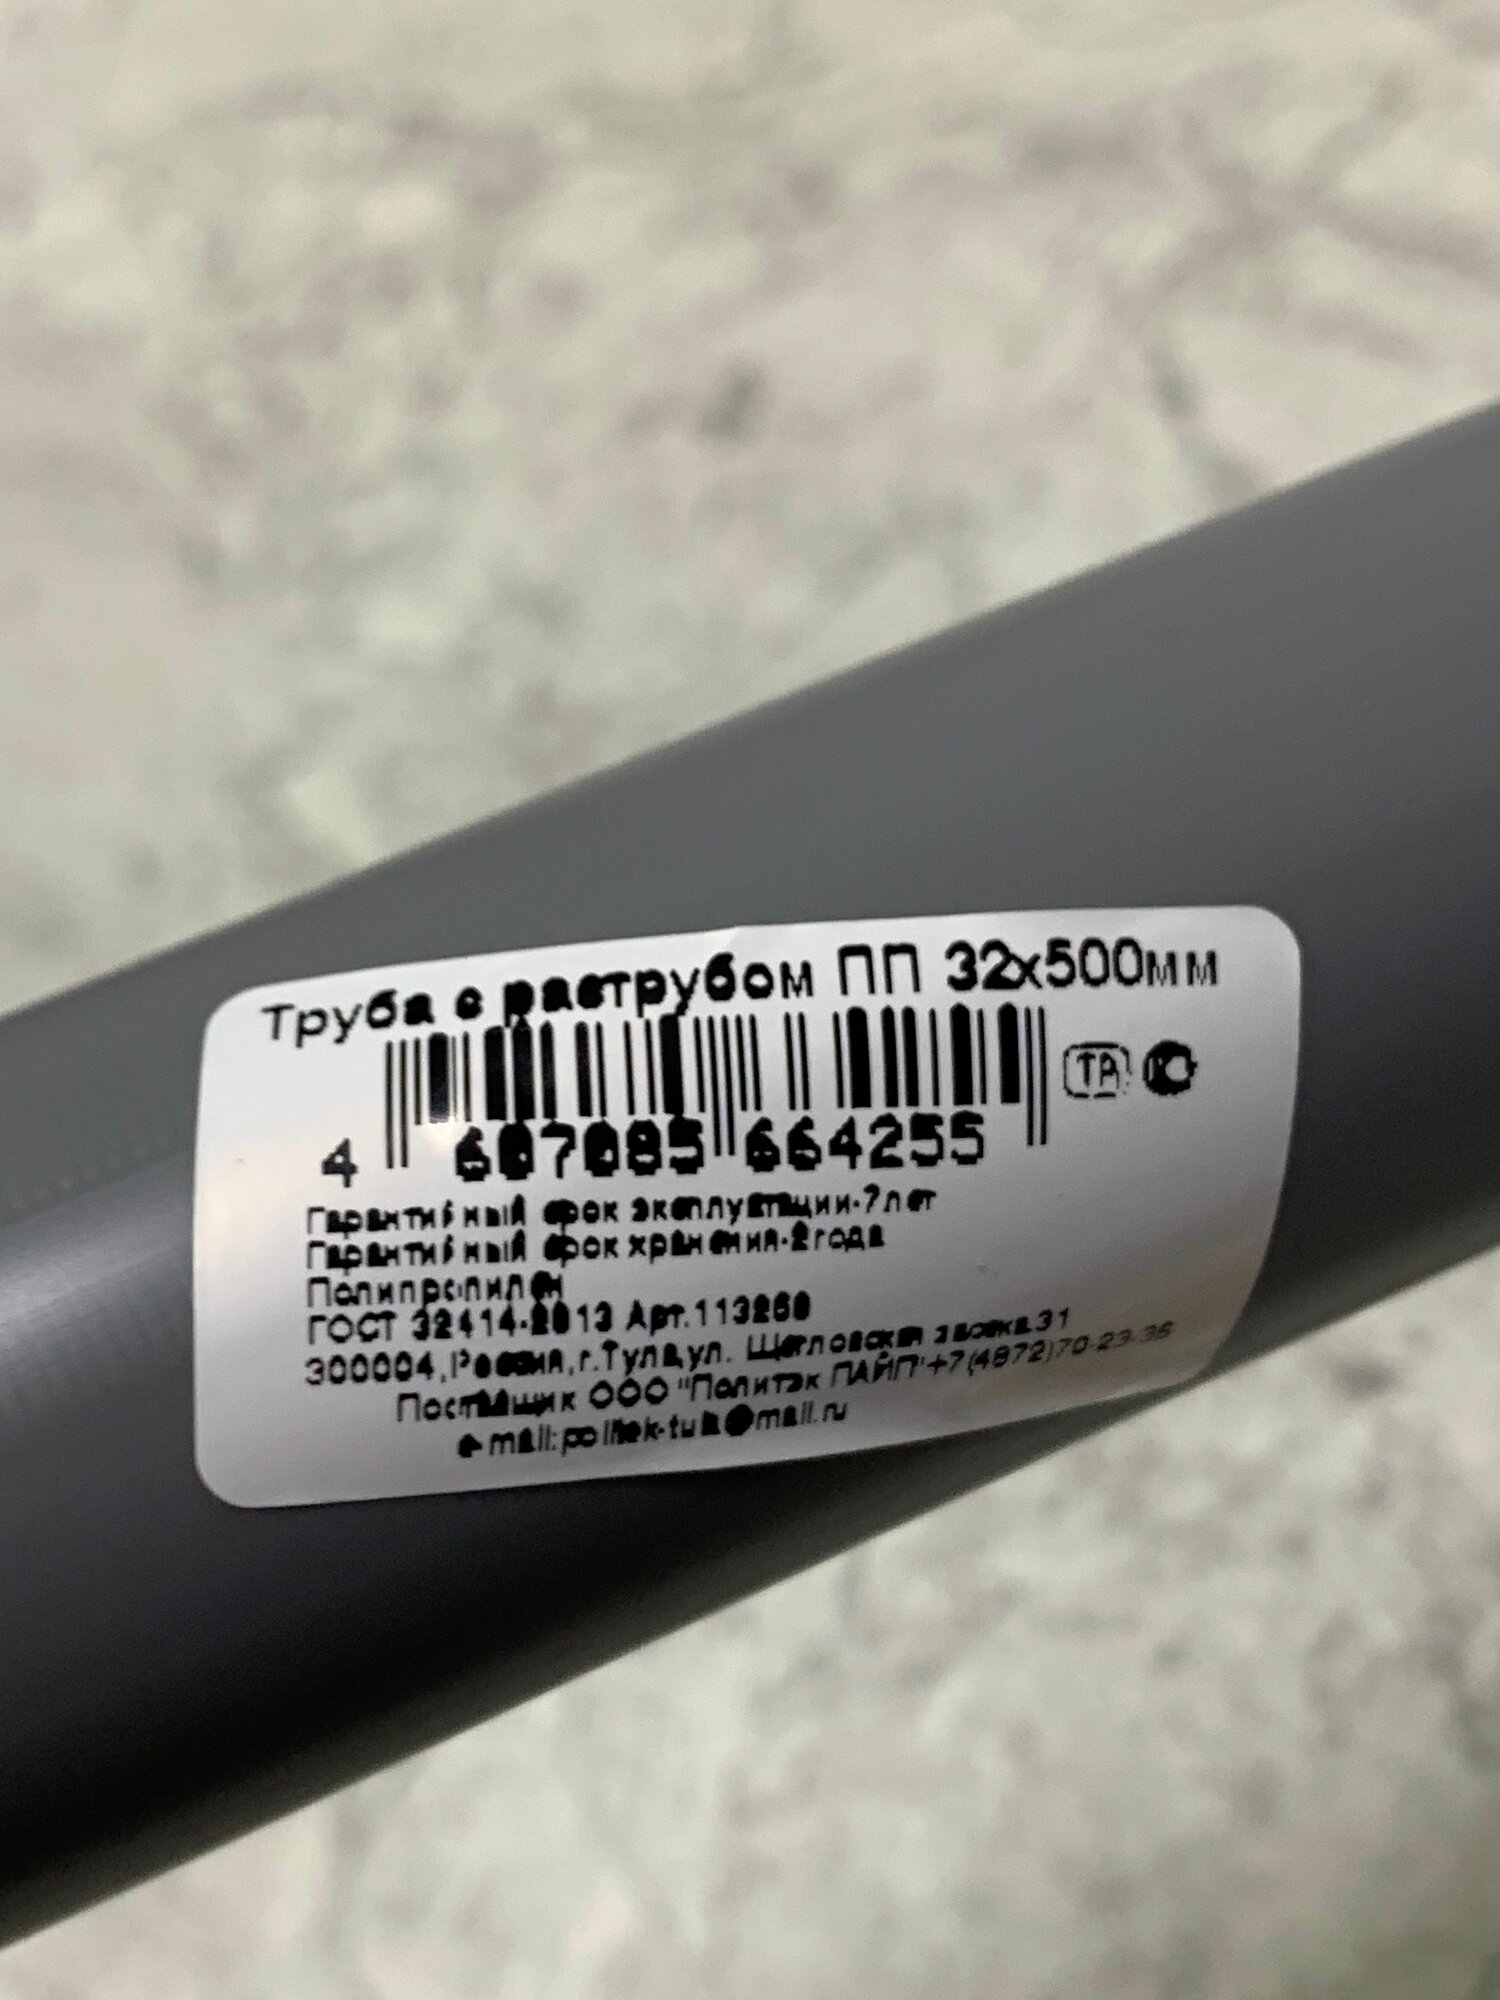 Труба с раструбом ПП 32х500мм
ТР
4 607085 664255
Гарантийный срок эксплуатации-7лет
Гарантийный срок хранения-2года
Полипропилен
ГОСТ 32414-2013 Арт.113260
300004,Россия,г.Тула,ул. Щегловская засека.31
Поставщик ООО "Политэк ПАЙП"+7(4872)70-23-36
e-mail:politek-tula@mail.ru